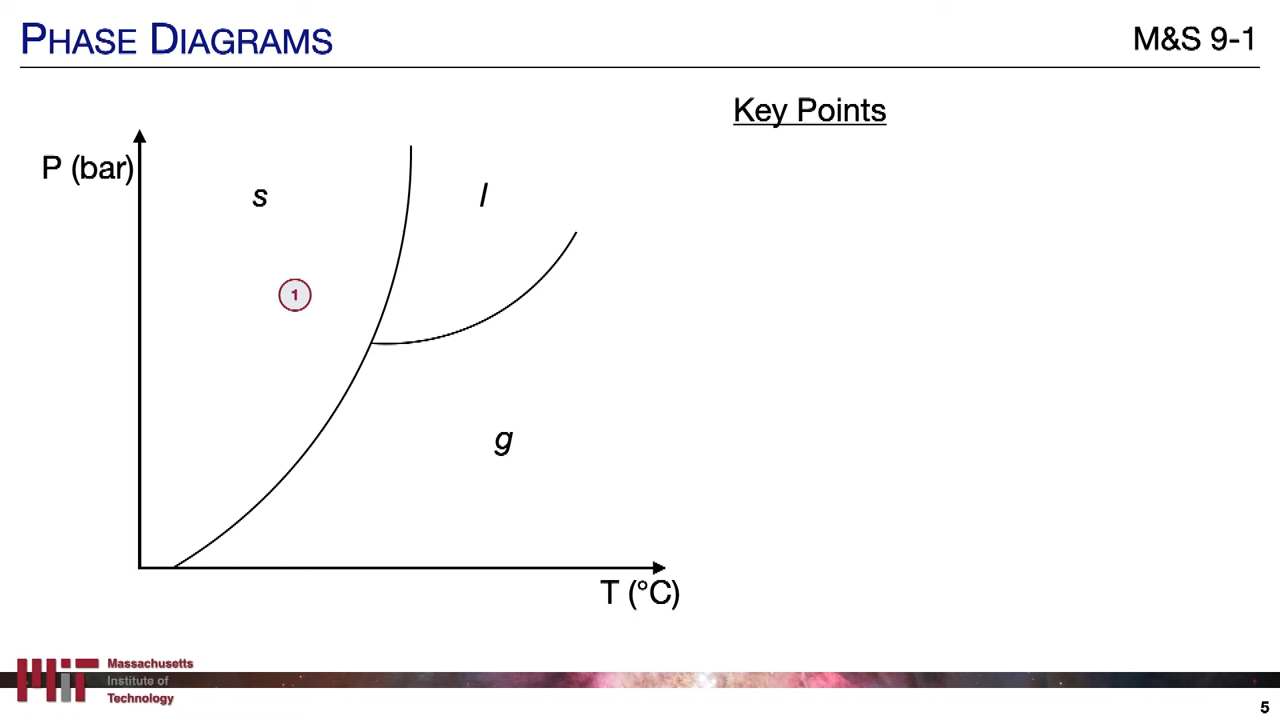 PHASE DIAGRAMS
M&S 9-1
Key Points
P (bar)
s
l
1
g
T (°C)
Massachusetts
Institute of
Technology
5